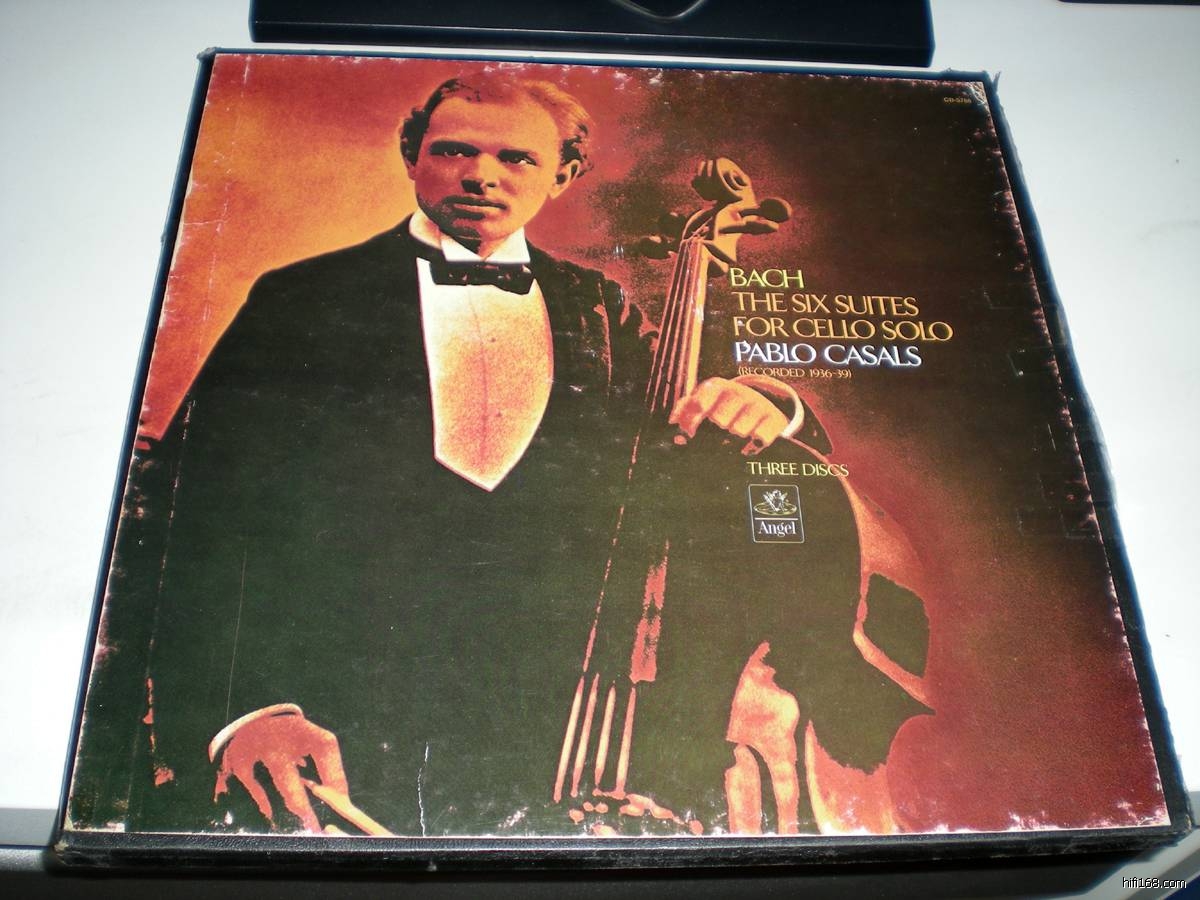 BACH
THE SIX SUITES
FOR CELLO SOLO
PABLO CASALS
(RECORDED 1936-39)
THREE DISCS
Angel
hifi168.com